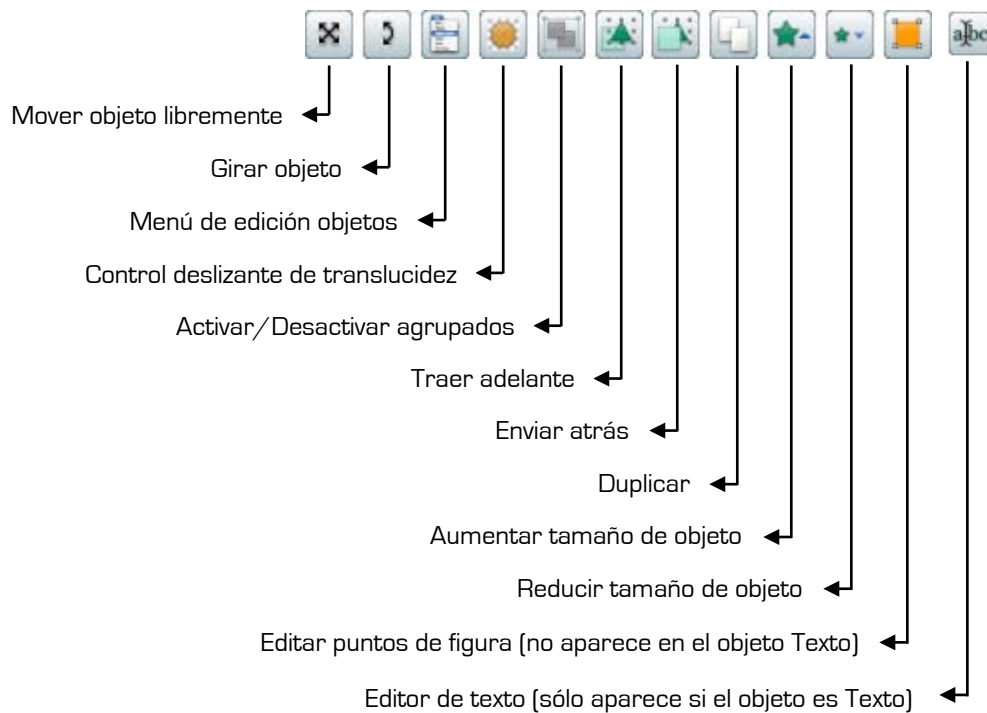 abc
Mover objeto libremente
Girar objeto
Menú de edición objetos
Control deslizante de translucidez
Activar/Desactivar agrupados
Traer adelante
Enviar atrás
Duplicar
Aumentar tamaño de objeto
Reducir tamaño de objeto
Editar puntos de figura (no aparece en el objeto Texto)
Editor de texto (sólo aparece si el objeto es Texto)